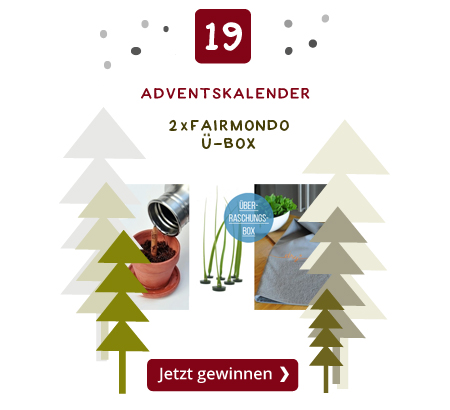 19
ADVENTSKALENDER
2xFAIRMONDO
Ü-BOX
ÜBER-
RASCHUNGS-
BOX
Jetzt gewinnen ❯